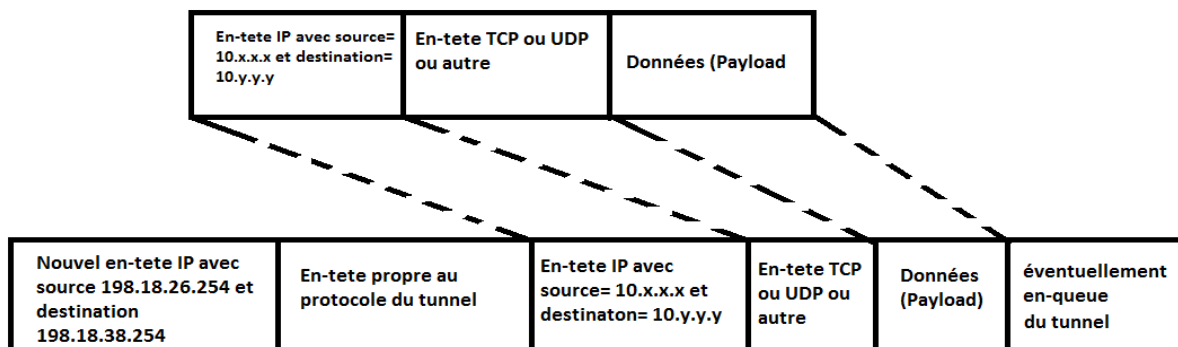 En-tete IP avec source=
10.x.x.x et destination=
10.y.y.y
En-tete TCP ou UDP
ou autre
Données (Payload
Nouvel en-tete IP avec
source 198.18.26.254 et
destination
198.18.38.254
En-tete propre au
protocole du tunnel
En-tete IP avec
source= 10.x.x.x et
destinaton= 10.y.y.y
En-tete TCP
ou UDP ou
autre
Données
(Payload)
éventuellement
en-queue
du tunnel